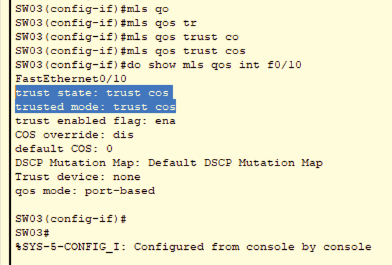 SW03(config-if)#mls qo
SW03(config-if)#mls qos tr
SW03(config-if)#mls qos trust co
SW03(config-if)#mls qos trust cos
SW03(config-if)#do show mls qos int f0/10
FastEthernet0/10
trust state: trust cos
trusted mode: trust cos
trust enabled flag: ena
COS override: dis
default COS: 0
DSCP Mutation Map: Default DSCP Mutation Map
Trust device: none
qos mode: port-based
SW03(config-if)#
SW03#
%SYS-5-CONFIG_I: Configured from console by console